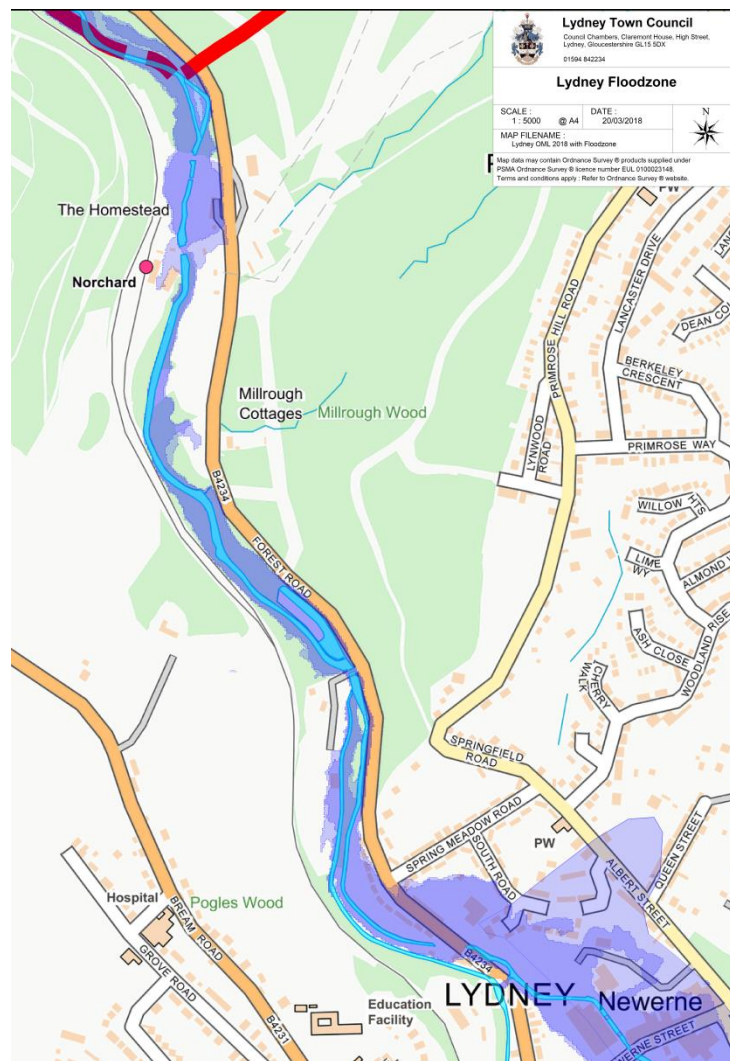 Lydney Town Council
Council Chambers, Claremont House, High Street,
Lydney, Gloucestershire GL15 5DX
01594 842234
Lydney Floodzone
SCALE :
1 : 5000 @ A4
DATE :
20/03/2018
N
MAP FILENAME :
Lydney OML 2018 with Floodzone
Map data may contain Ordnance Survey ® products supplied under
PSMA Ordnance Survey ® licence number EUL 0100023148.
Terms and conditions apply : Refer to Ordnance Survey ® website.
PW
The Homestead
Norchard
LANCASTER DRIVE
PRIMROSE HILL ROAD
DEAN
BERKELEY
CRESCENT
Millrough
Cottages
Millrough Wood
B4234
LYNWOOD
ROAD
PRIMROSE WAY
WILLOW
HTS
FOREST ROAD
LIME
WY
ALMOND
ASH CLOSE
WOODLAND RISE
CHERRY
WALK
SPRINGFIELD
ROAD
SPRING MEADOW ROAD
SOUTH ROAD
PW
ALBERT STREET
QUEEN STREET
Hospital
Pogles Wood
BREAM ROAD
GROVE ROAD
B4234
LYDNEY
Newerne
Education
Facility
B4231
ERNE STREET